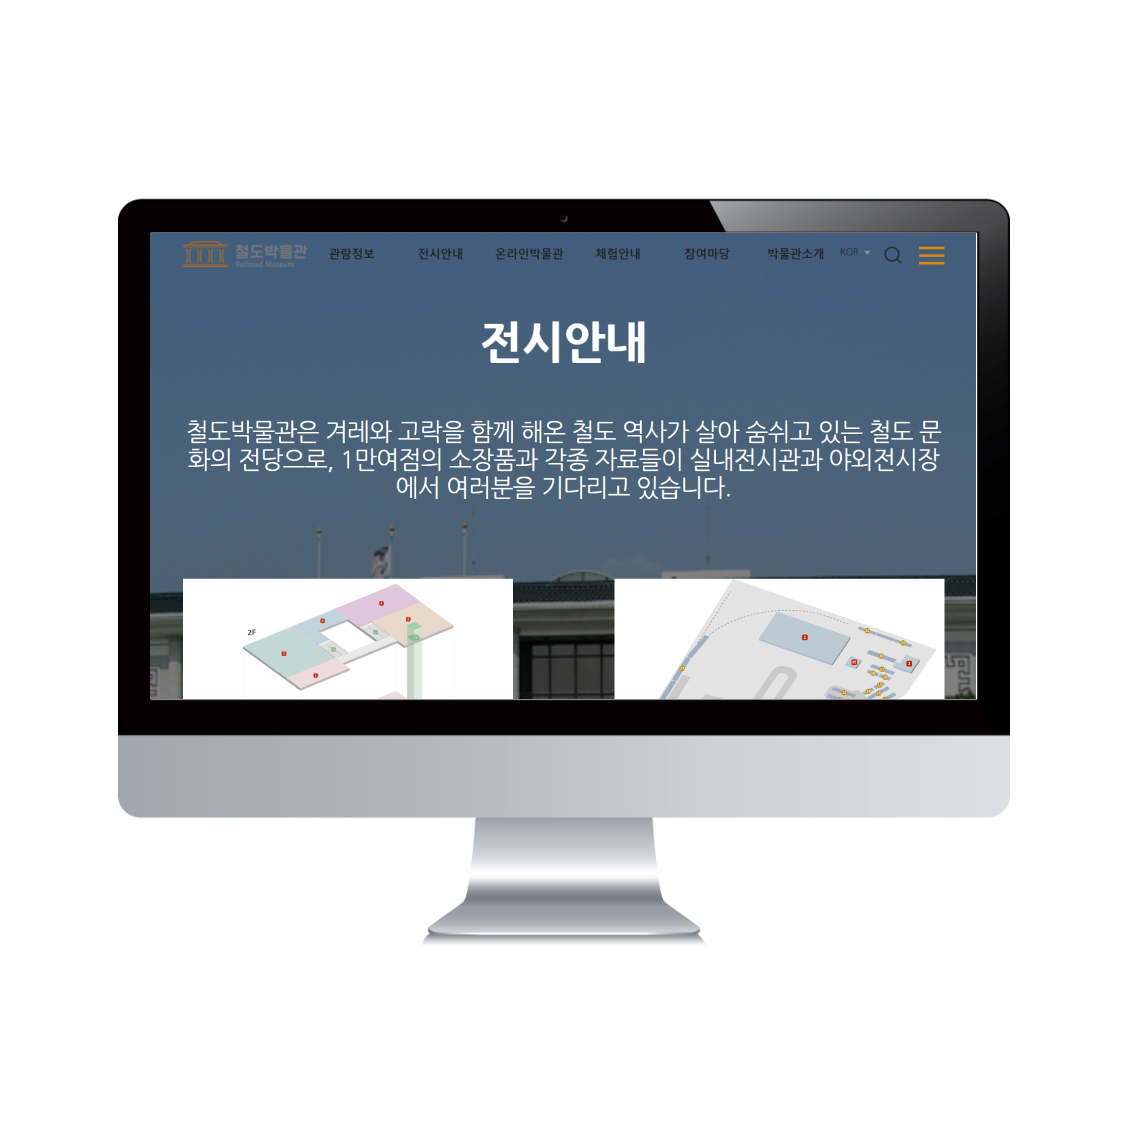 철도박물관
Railroad Museum
관람정보 전시안내 온라인박물관 체험안내 참여마당 박물관소개 KOR
전시안내
철도박물관은 겨레와 고락을 함께 해온 철도 역사가 살아 숨쉬고 있는 철도 문
화의 전당으로, 1만여점의 소장품과 각종 자료들이 실내전시관과 야외전시장
에서 여러분을 기다리고 있습니다.
2F